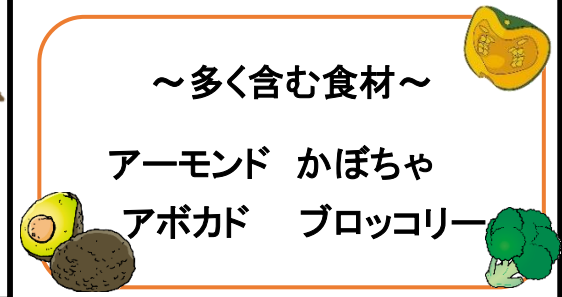 ～多く含む食材～
アーモンド　かぼちゃ
アボカド　ブロッコリー